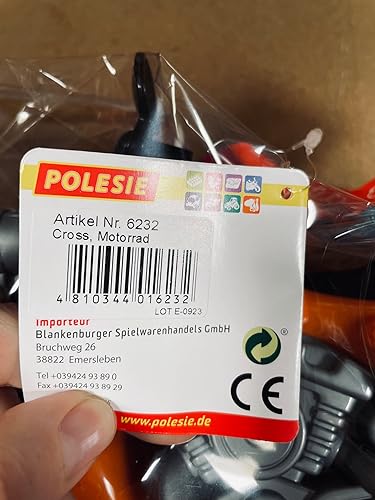 POLESIE
Artikel Nr. 6232
Cross, Motorrad
4 810344 016232
LOT E-0923
Importeur
Blankenburger Spielwarenhandels GmbH
Bruchweg 26
38822 Emersleben
Tel +039424 93 89 0
Fax +039424 93 89 29
®
CE
www.polesie.de